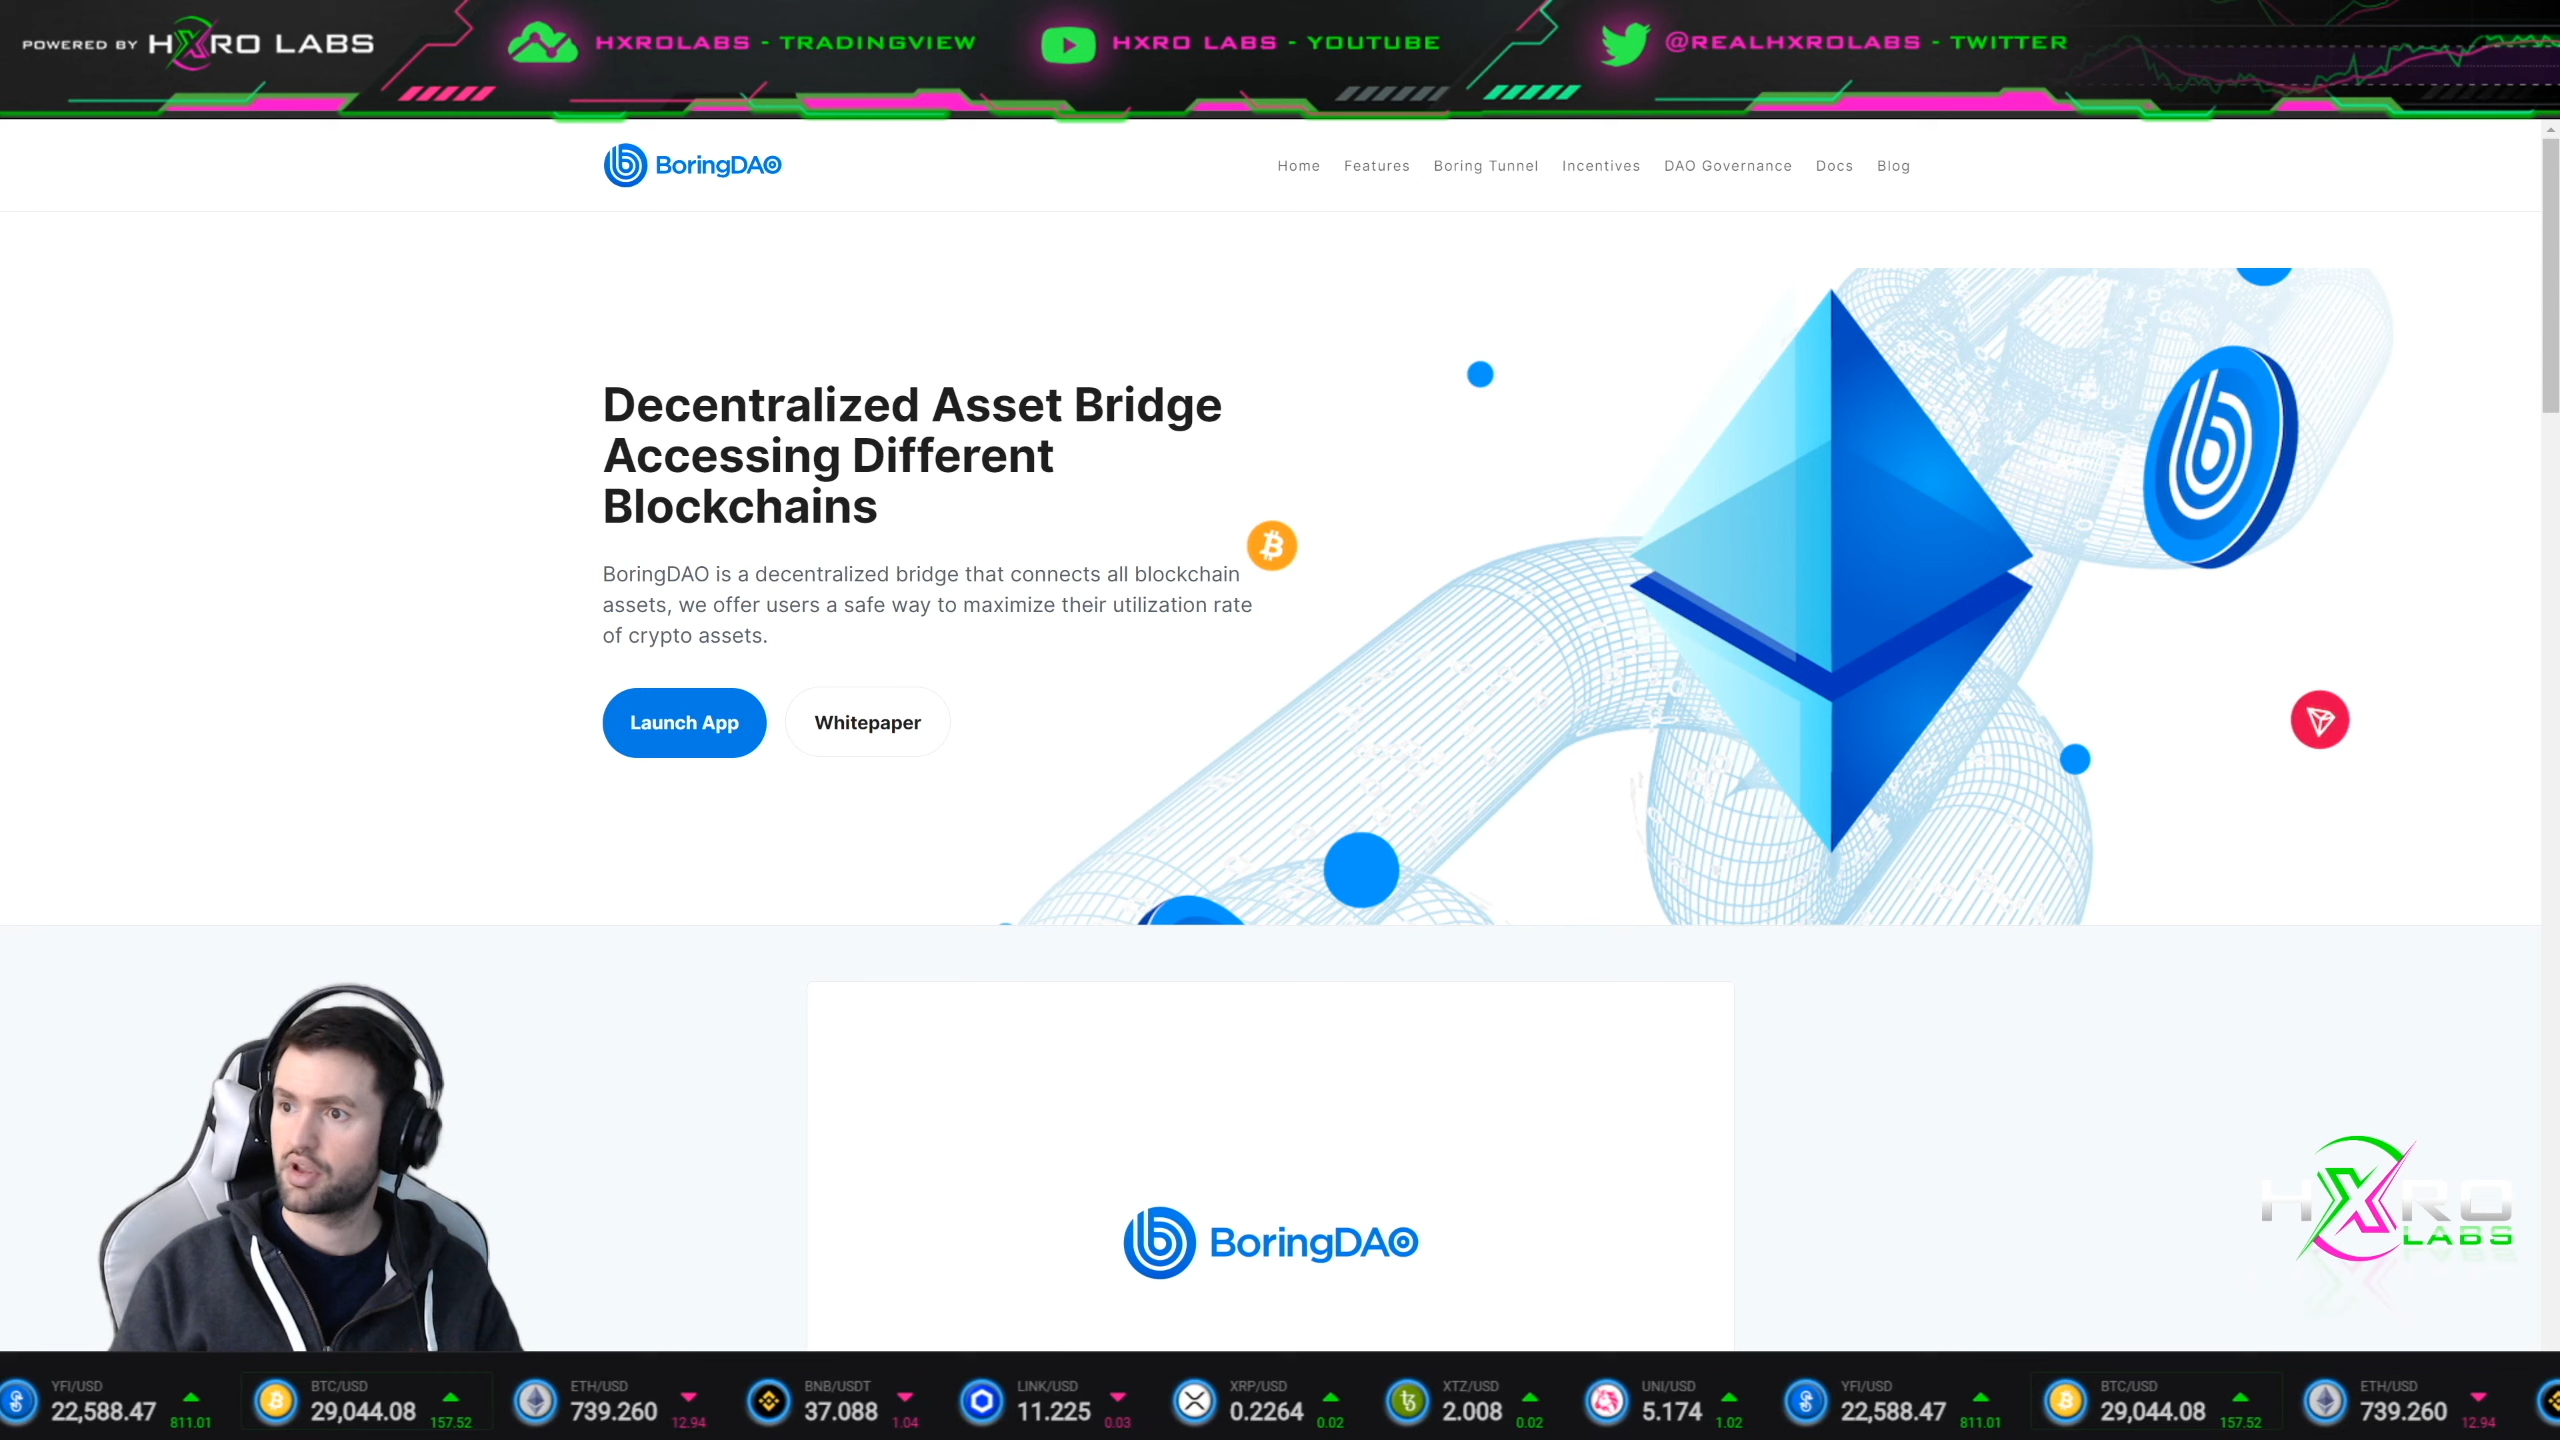 POWERED BY HXRO LABS
HXROLABS - TRADINGVIEW
HXRO LABS - YOUTUBE
@REALHXROLABS - TWITTER
BoringDAO
Home Features Boring Tunnel Incentives DAO Governance Docs Blog
Decentralized Asset Bridge
Accessing Different
Blockchains
BoringDAO is a decentralized bridge that connects all blockchain
assets, we offer users a safe way to maximize their utilization rate
of crypto assets.
Launch App Whitepaper
BoringDAO
HXRO
LABS
YFI/USD
22,588.47 811.01
BTC/USD
29,044.08 157.52
ETH/USD
739.260 12.94
BNB/USDT
37.088 1.04
LINK/USD
11.225 0.03
XRP/USD
0.2264 0.02
XTZ/USD
2.008 0.02
UNI/USD
5.174 1.02
YFI/USD
22,588.47 811.01
BTC/USD
29,044.08 157.52
ETH/USD
739.260 12.94